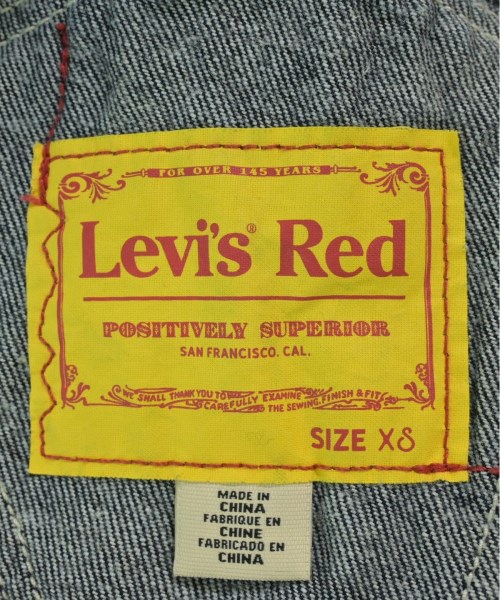 FOR OVER 145 YEARS
Levi's® Red
POSITIVELY SUPERIOR
SAN FRANCISCO. CAL.
WE SHALL THANK YOU TO
CAREFULLY EXAMINE
THE SEWING, FINISH & FIT
SIZE XS
MADE IN
CHINA
FABRIQUE EN
CHINE
FABRICADO EN
CHINA